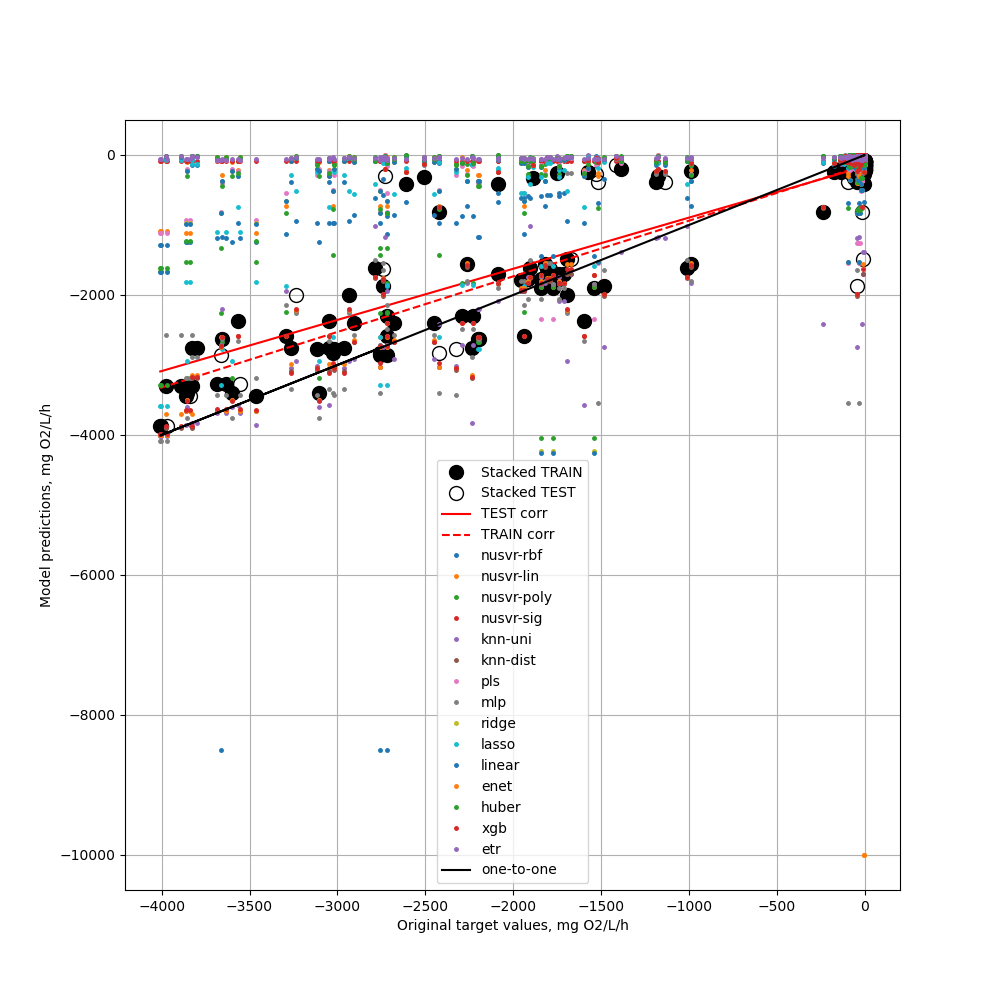 0
−2000
−4000
−6000
−8000
−10000
Model predictions, mg O2/L/h
Stacked TRAIN
Stacked TEST
TEST corr
TRAIN corr
nusvr-rbf
nusvr-lin
nusvr-poly
nusvr-sig
knn-uni
knn-dist
pls
mlp
ridge
lasso
linear
enet
huber
xgb
etr
one-to-one
−4000 −3500 −3000 −2500 −2000 −1500 −1000 −500 0
Original target values, mg O2/L/h